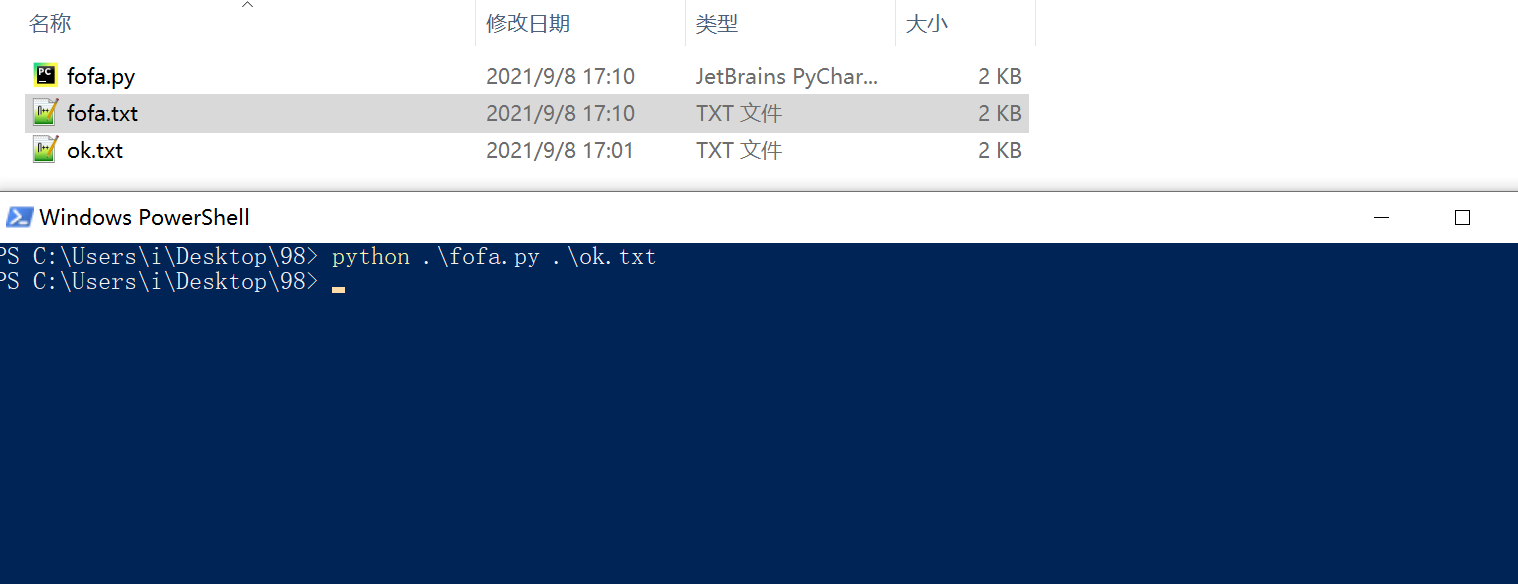 名称 修改日期 类型 大小
fofa.py 2021/9/8 17:10 JetBrains PyChar... 2 KB
fofa.txt 2021/9/8 17:10 TXT 文件 2 KB
ok.txt 2021/9/8 17:01 TXT 文件 2 KB
Windows PowerShell
PS C:\Users\i\Desktop\98> python .\fofa.py .\ok.txt
PS C:\Users\i\Desktop\98>